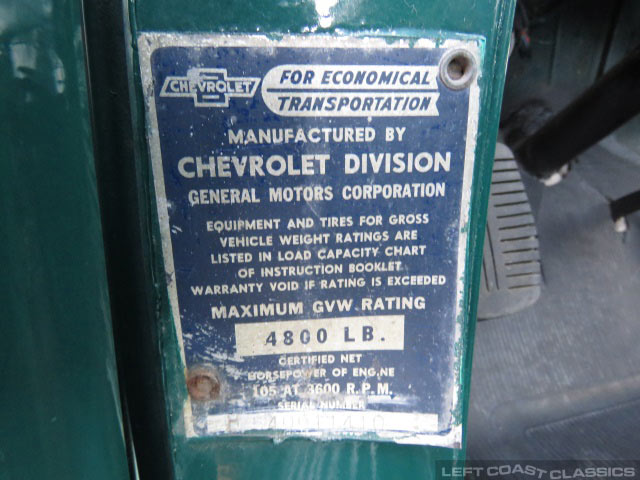 CHEVROLET
FOR ECONOMICAL
TRANSPORTATION
MANUFACTURED BY
CHEVROLET DIVISION
GENERAL MOTORS CORPORATION
EQUIPMENT AND TIRES FOR GROSS
VEHICLE WEIGHT RATINGS ARE
LISTED IN LOAD CAPACITY CHART
OF INSTRUCTION BOOKLET
WARRANTY VOID IF RATING IS EXCEEDED
MAXIMUM GVW RATING
4800 LB.
CERTIFIED NET
HORSEPOWER OF ENGINE
105 AT 3600 R.P.M.
SERIAL NUMBER
LEFT COAST CLASSICS